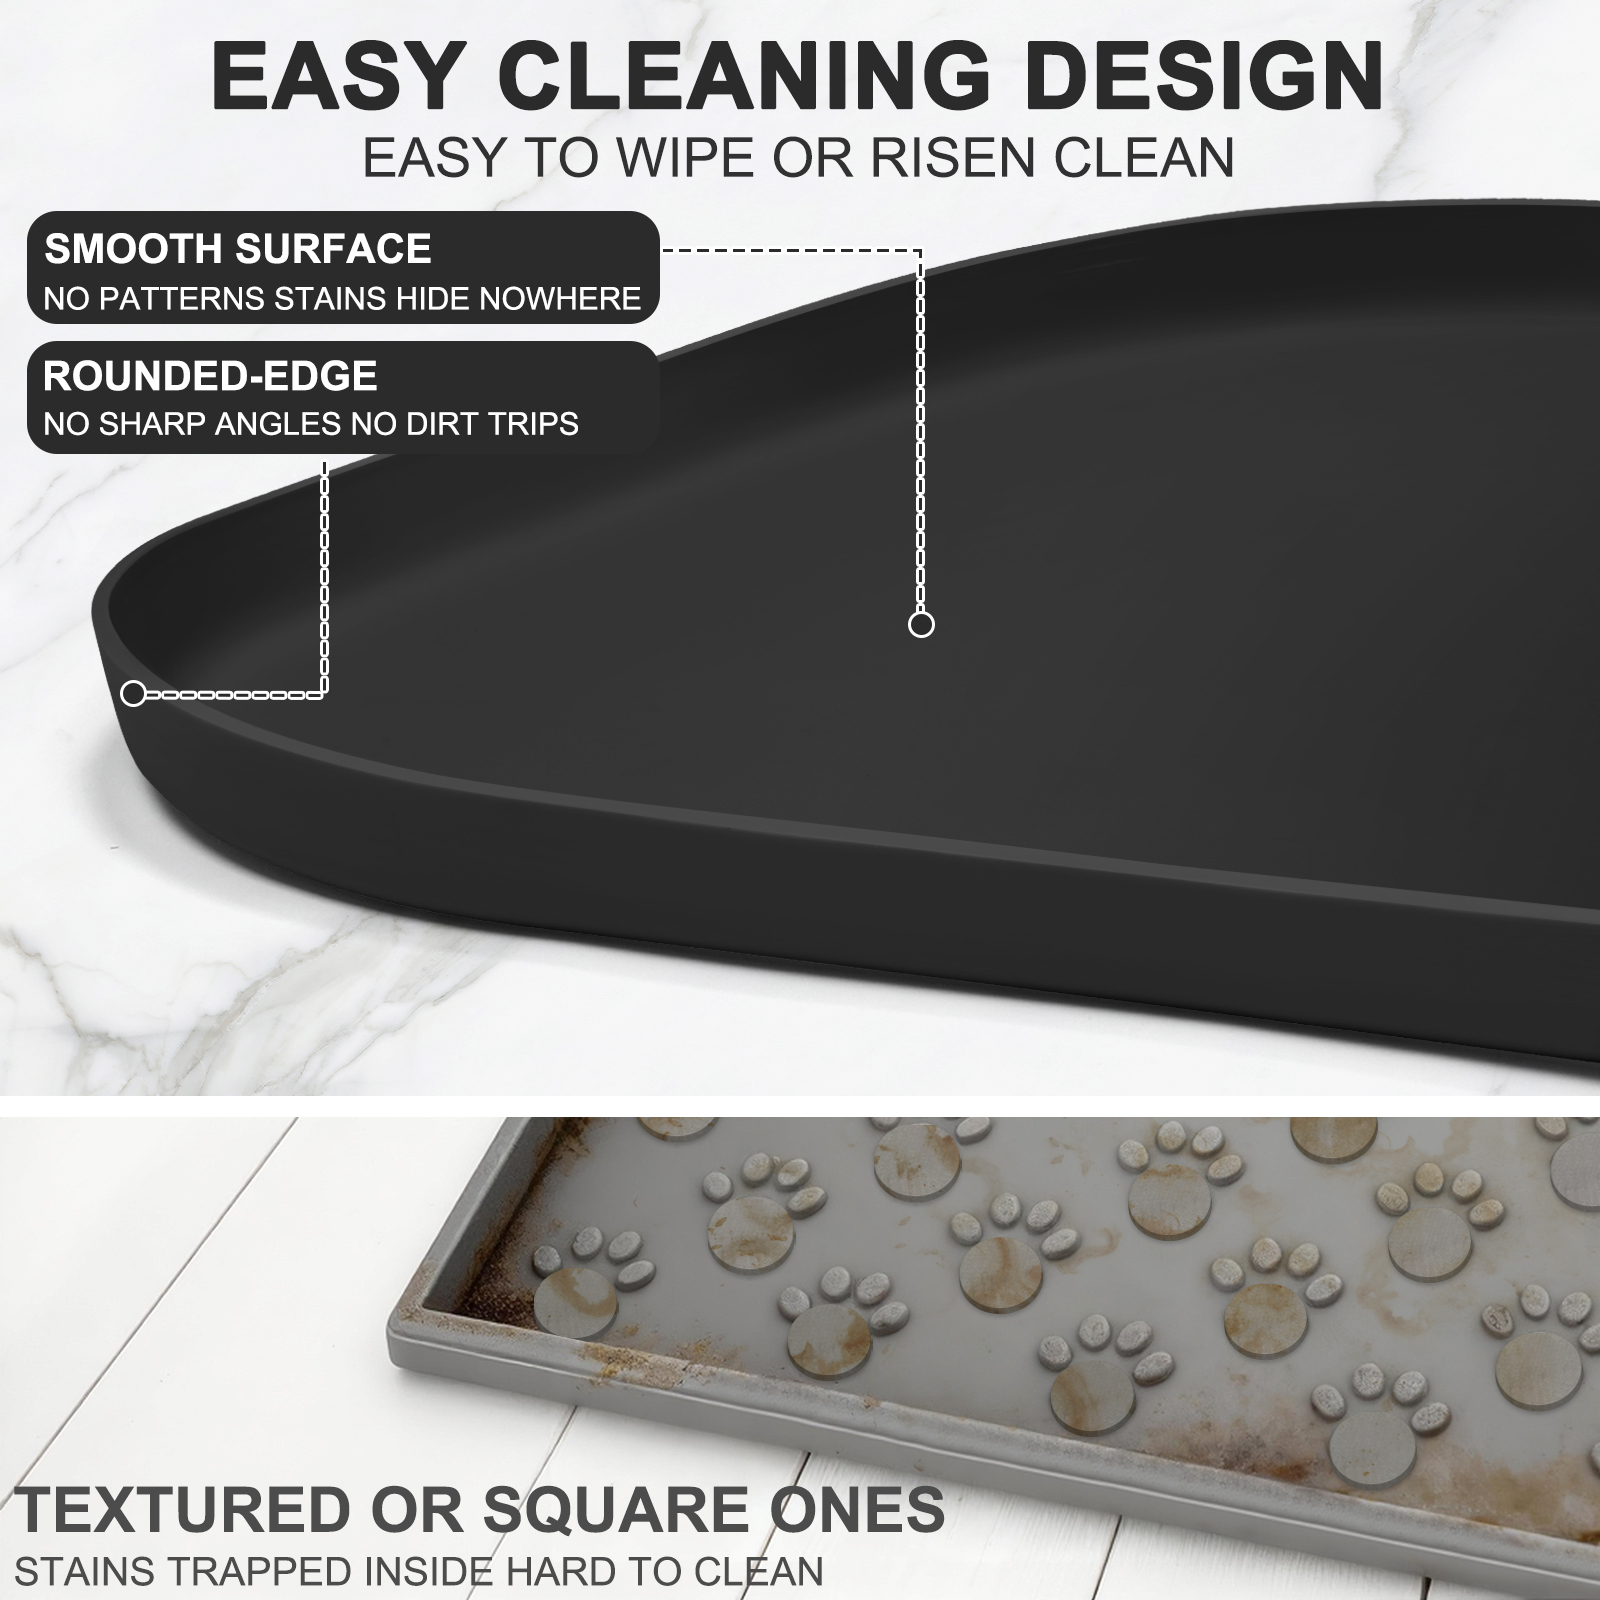 EASY CLEANING DESIGN
EASY TO WIPE OR RISEN CLEAN
SMOOTH SURFACE
NO PATTERNS STAINS HIDE NOWHERE
ROUNDED-EDGE
NO SHARP ANGLES NO DIRT TRIPS
TEXTURED OR SQUARE ONES
STAINS TRAPPED INSIDE HARD TO CLEAN